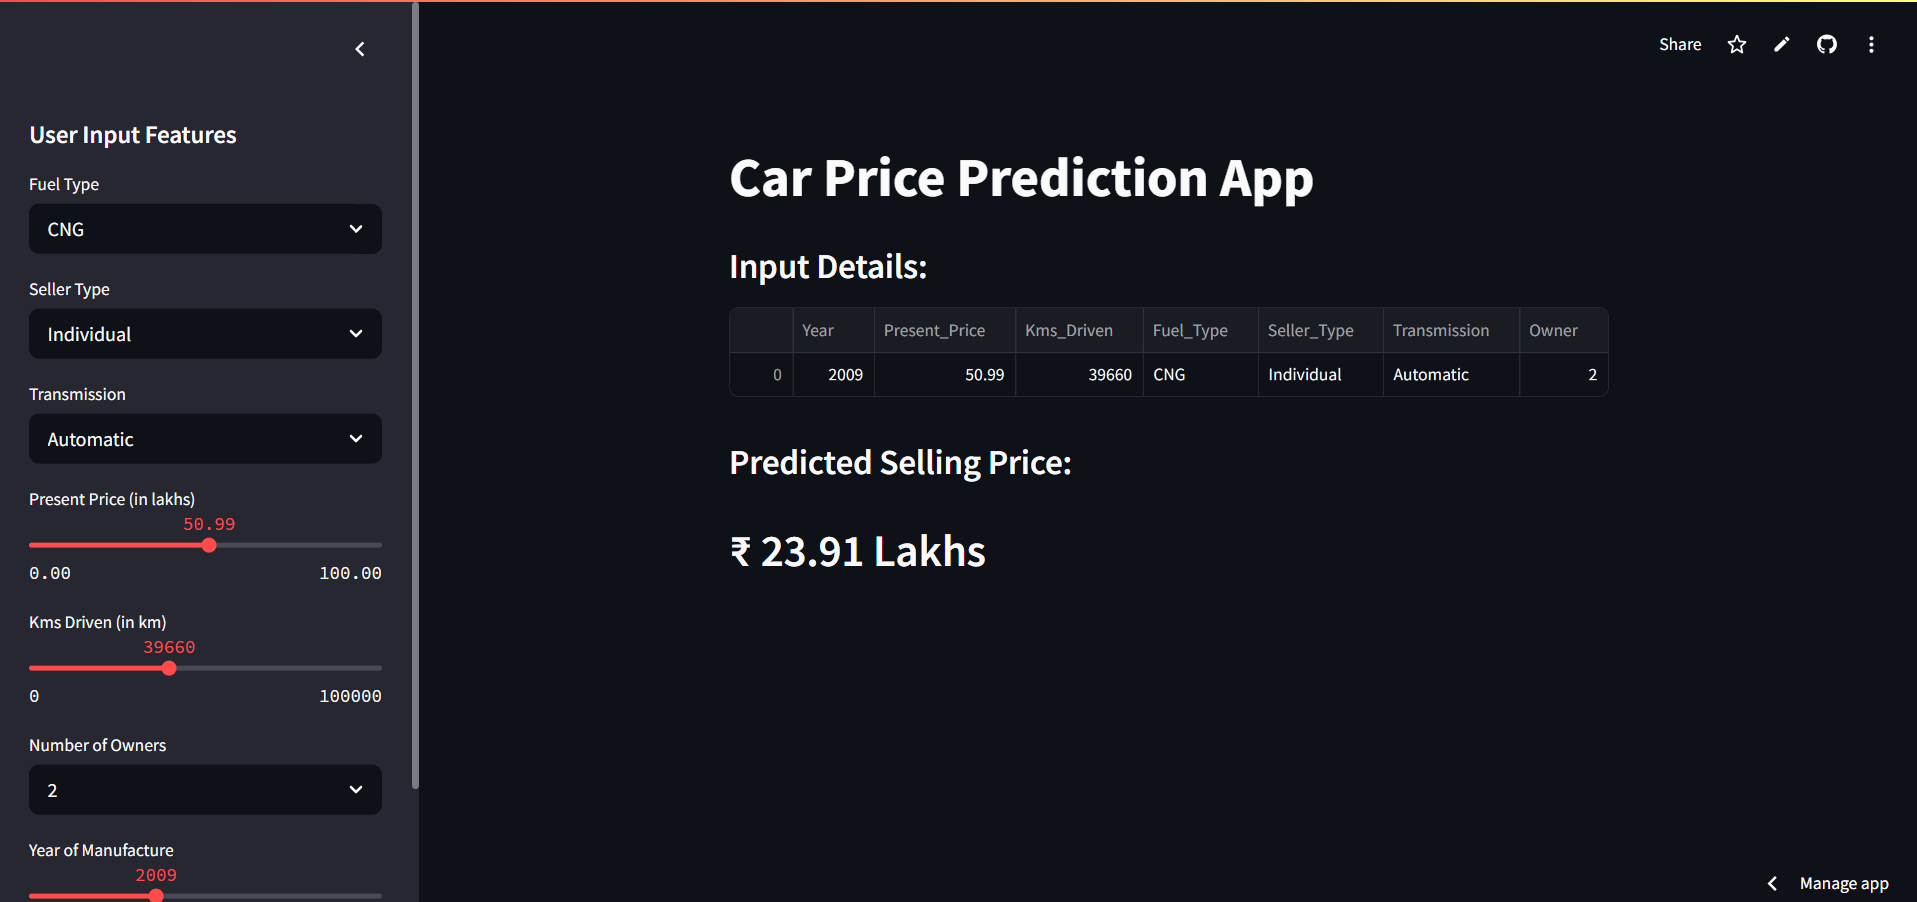 Share
User Input Features
Fuel Type
CNG
Seller Type
Individual
Transmission
Automatic
Present Price (in lakhs)
50.99
0.00 100.00
Kms Driven (in km)
39660
0 100000
Number of Owners
2
Year of Manufacture
2009
Car Price Prediction App
Input Details:
Year Present_Price Kms_Driven Fuel_Type Seller_Type Transmission Owner
0 2009 50.99 39660 CNG Individual Automatic 2
Predicted Selling Price:
₹ 23.91 Lakhs
Manage app